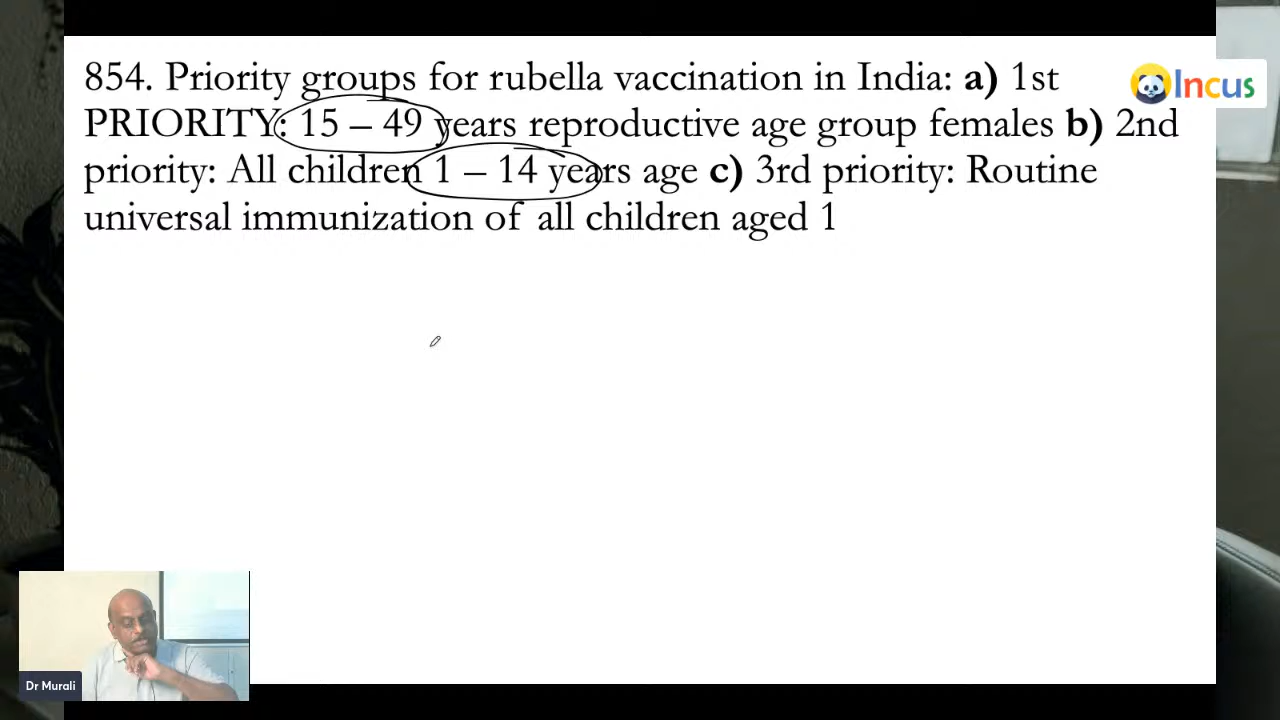 854. Priority groups for rubella vaccination in India: a) 1st
PRIORITY: 15 – 49 years reproductive age group females b) 2nd
priority: All children 1 – 14 years age c) 3rd priority: Routine
universal immunization of all children aged 1
Incus
Dr Murali